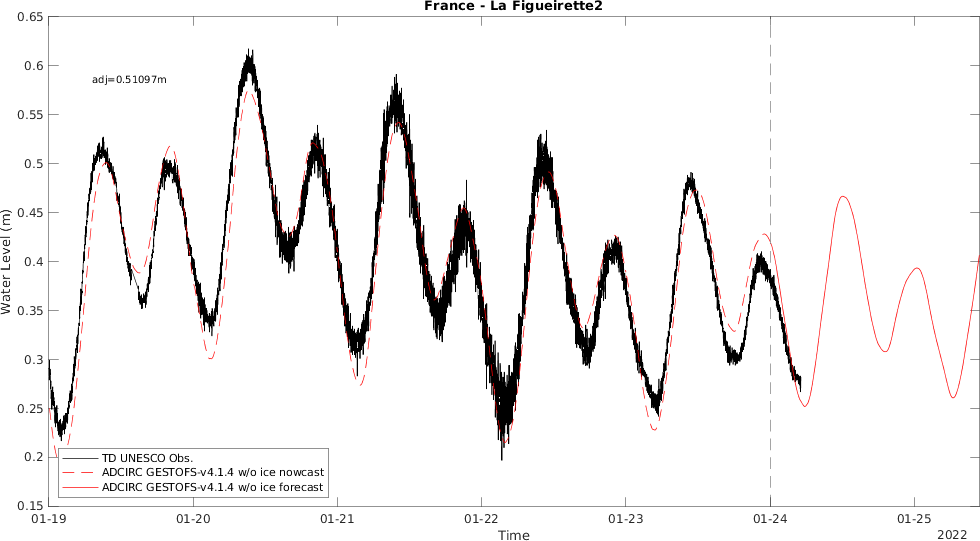 France - La Figueirette2
0.65
0.6
0.55
0.5
0.45
0.4
0.35
0.3
0.25
0.2
0.15
Water Level (m)
adj=0.51097m
TD UNESCO Obs.
ADCIRC GESTOFS-v4.1.4 w/o ice nowcast
ADCIRC GESTOFS-v4.1.4 w/o ice forecast
01-19 01-20 01-21 01-22 01-23 01-24 01-25
Time
2022